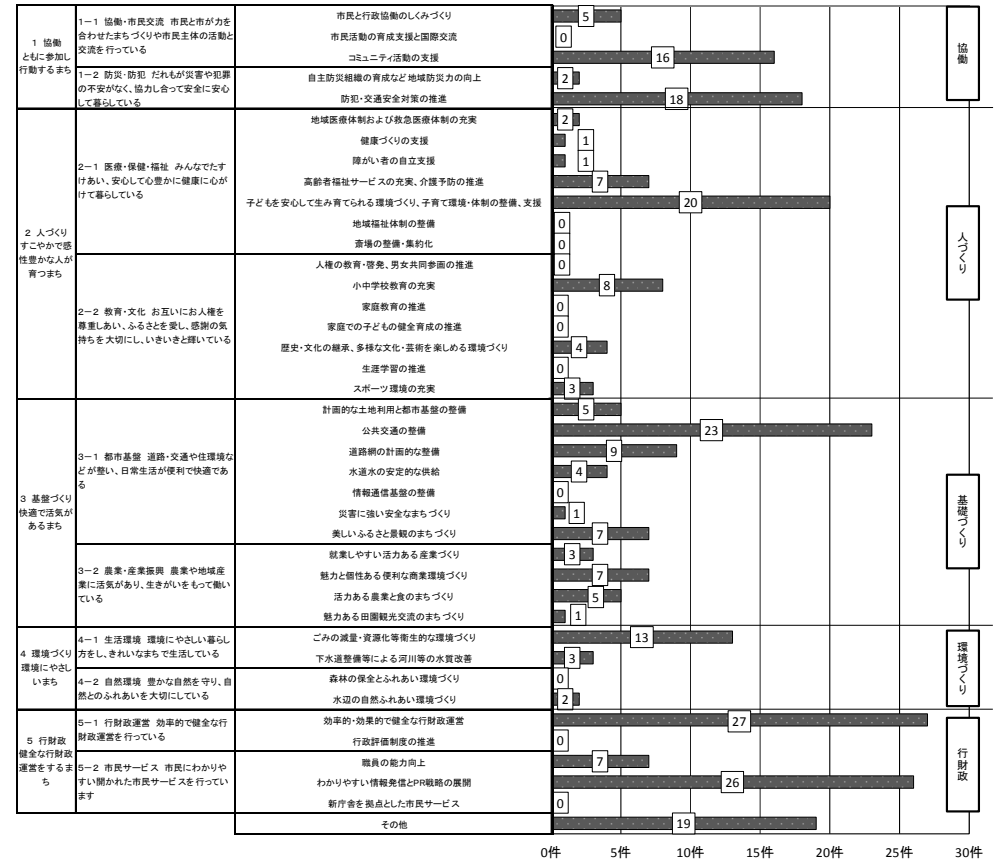 1 協働
ともに参加し
行動するまち
1－1 協働・市民交流 市民と市が力を
合わせたまちづくりや市民主体の活動と
交流を行っている
市民と行政協働のしくみづくり
5
市民活動の育成支援と国際交流
0
コミュニティ活動の支援
16
1－2 防災・防犯 だれもが災害や犯罪
の不安がなく、協力し合って安全に安心
して暮らしている
自主防災組織の育成など地域防災力の向上
2
防犯・交通安全対策の推進
18
協働
2 人づくり
すこやかで感
性豊かな人が
育つまち
2－1 医療・保健・福祉 みんなでたす
けあい、安心して心豊かに健康に心が
けて暮らしている
地域医療体制および救急医療体制の充実
2
健康づくりの支援
1
障がい者の自立支援
1
高齢者福祉サービスの充実、介護予防の推進
7
子どもを安心して生み育てられる環境づくり、子育て環境・体制の整備、支援
20
地域福祉体制の整備
0
斎場の整備・集約化
0
2－2 教育・文化 お互いにお人権を
尊重しあい、ふるさとを愛し、感謝の気
持ちを大切にし、いきいきと輝いている
人権の教育・啓発、男女共同参画の推進
0
小中学校教育の充実
8
家庭教育の推進
0
家庭での子どもの健全育成の推進
0
歴史・文化の継承、多様な文化・芸術を楽しめる環境づくり
4
生涯学習の推進
0
スポーツ環境の充実
3
人づくり
3 基盤づくり
快適で活気が
あるまち
3－1 都市基盤 道路・交通や住環境な
どが整い、日常生活が便利で快適であ
る
計画的な土地利用と都市基盤の整備
5
公共交通の整備
23
道路網の計画的な整備
9
水道水の安定的な供給
4
情報通信基盤の整備
0
災害に強い安全なまちづくり
1
美しいふるさと景観のまちづくり
7
3－2 農業・産業振興 農業や地域産
業に活気があり、生きがいをもって働い
ている
就業しやすい活力ある産業づくり
3
魅力と個性ある便利な商業環境づくり
7
活力ある農業と食のまちづくり
5
魅力ある田園観光交流のまちづくり
1
基礎づくり
4 環境づくり
環境にやさし
いまち
4－1 生活環境 環境にやさしい暮らし
方をし、きれいなまちで生活している
ごみの減量・資源化等衛生的な環境づくり
13
下水道整備等による河川等の水質改善
3
4－2 自然環境 豊かな自然を守り、自
然とのふれあいを大切にしている
森林の保全とふれあい環境づくり
0
水辺の自然ふれあい環境づくり
2
環境づくり
5 行財政
健全な行財政
運営をするま
ち
5－1 行財政運営 効率的で健全な行
財政運営を行っている
効率的・効果的で健全な行財政運営
27
行政評価制度の推進
0
5－2 市民サービス 市民にわかりや
すい開かれた市民サービスを行ってい
ます
職員の能力向上
7
わかりやすい情報発信とPR戦略の展開
26
新庁舎を拠点とした市民サービス
0
行財政
その他
19
0件 5件 10件 15件 20件 25件 30件